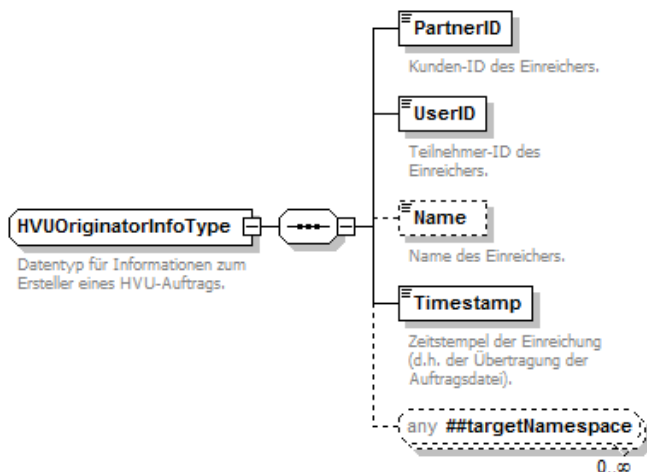 PartnerID
Kunden-ID des Einreichers.
UserID
Teilnehmer-ID des
Einreichers.
HVUOriginatorInfoType
Datentyp für Informationen zum
Ersteller eines HVU-Auftrags.
Name
Name des Einreichers.
Timestamp
Zeitstempel der Einreichung
(d.h. der Übertragung der
Auftragsdatei).
any ##targetNamespace
0..∞